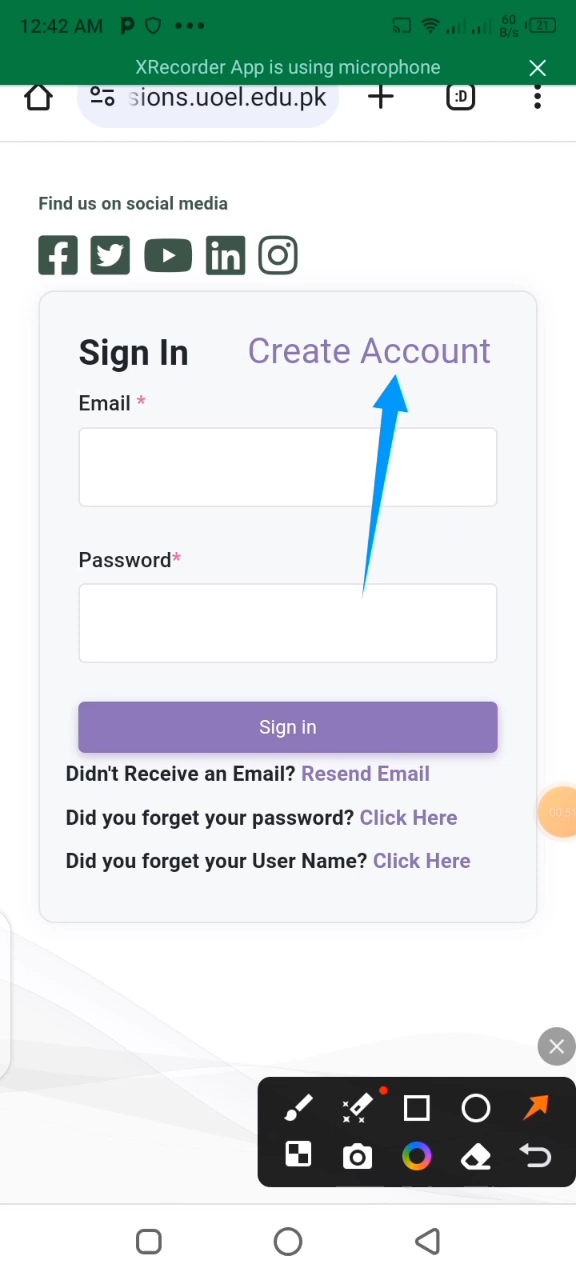 12:42 AM
60
B/s
21
XRecorder App is using microphone
sions.uoel.edu.pk
:D
Find us on social media
Sign In
Create Account
Email *
Password*
Sign in
Didn't Receive an Email? Resend Email
Did you forget your password? Click Here
Did you forget your User Name? Click Here